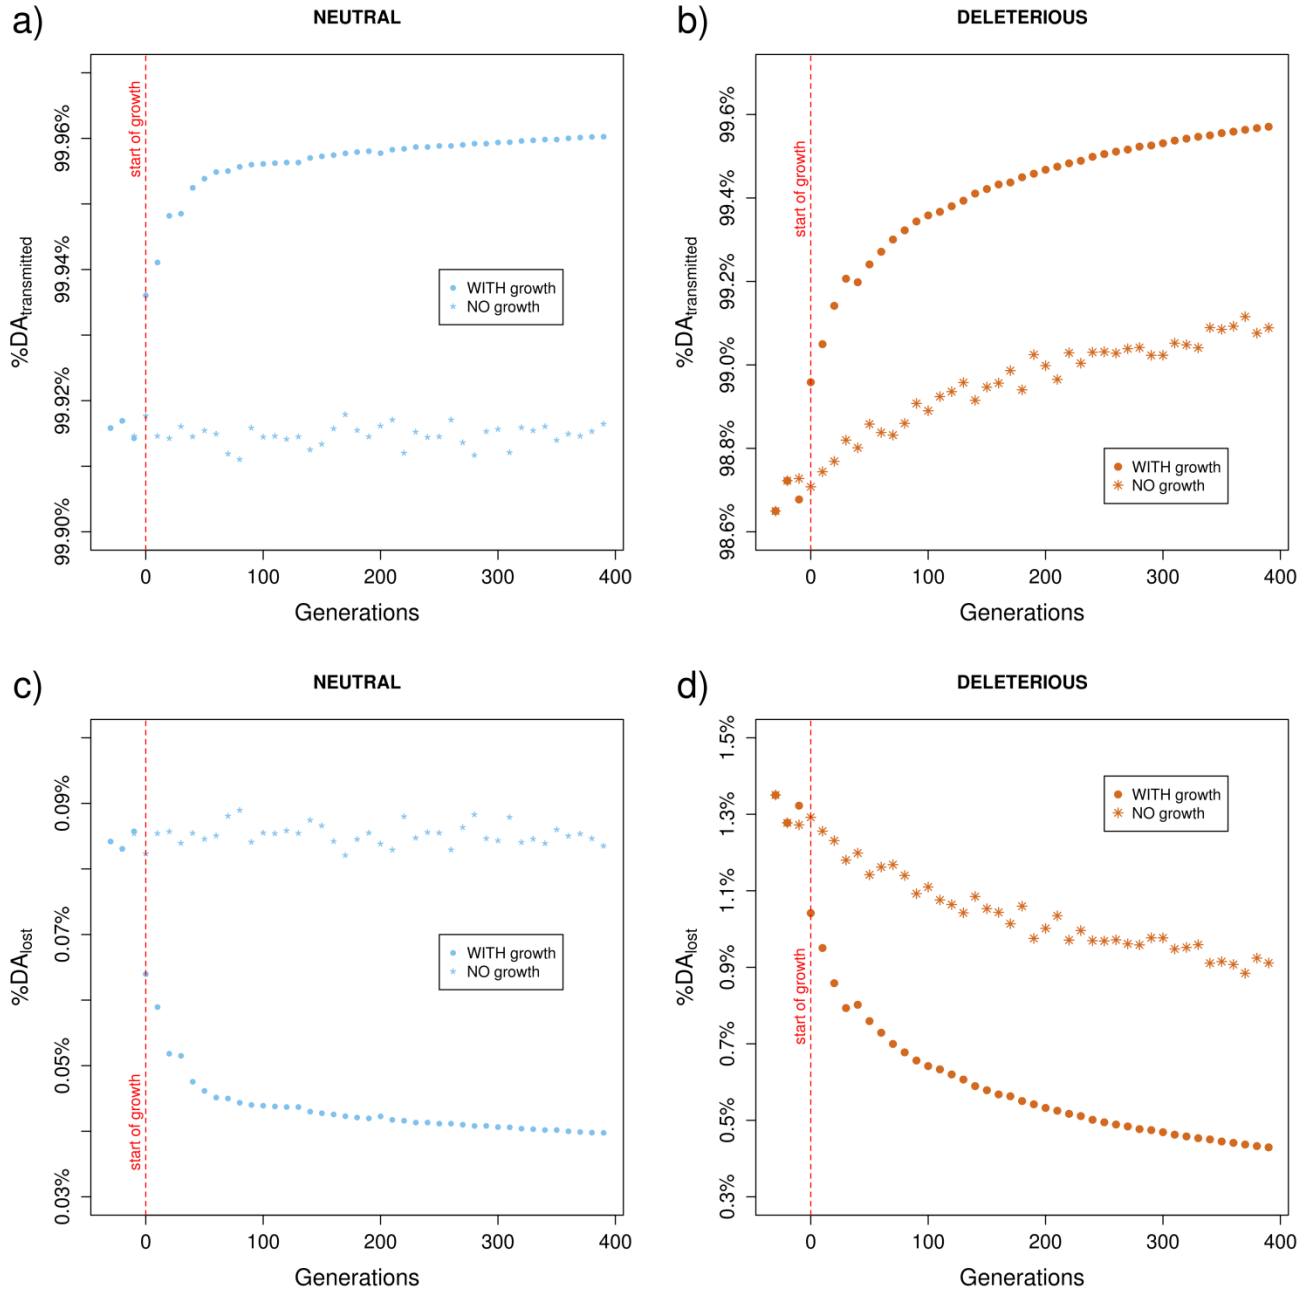 a)
NEUTRAL
%DAtransmitted
99.90%
99.92%
99.94%
99.96%
start of growth
WITH growth
NO growth
0
100
200
300
400
Generations
b)
DELETERIOUS
%DAtransmitted
98.6%
98.8%
99.0%
99.2%
99.4%
99.6%
start of growth
WITH growth
NO growth
0
100
200
300
400
Generations
c)
NEUTRAL
%DAlost
0.03%
0.05%
0.07%
0.09%
start of growth
WITH growth
NO growth
0
100
200
300
400
Generations
d)
DELETERIOUS
%DAlost
0.3%
0.5%
0.7%
0.9%
1.1%
1.3%
1.5%
start of growth
WITH growth
NO growth
0
100
200
300
400
Generations